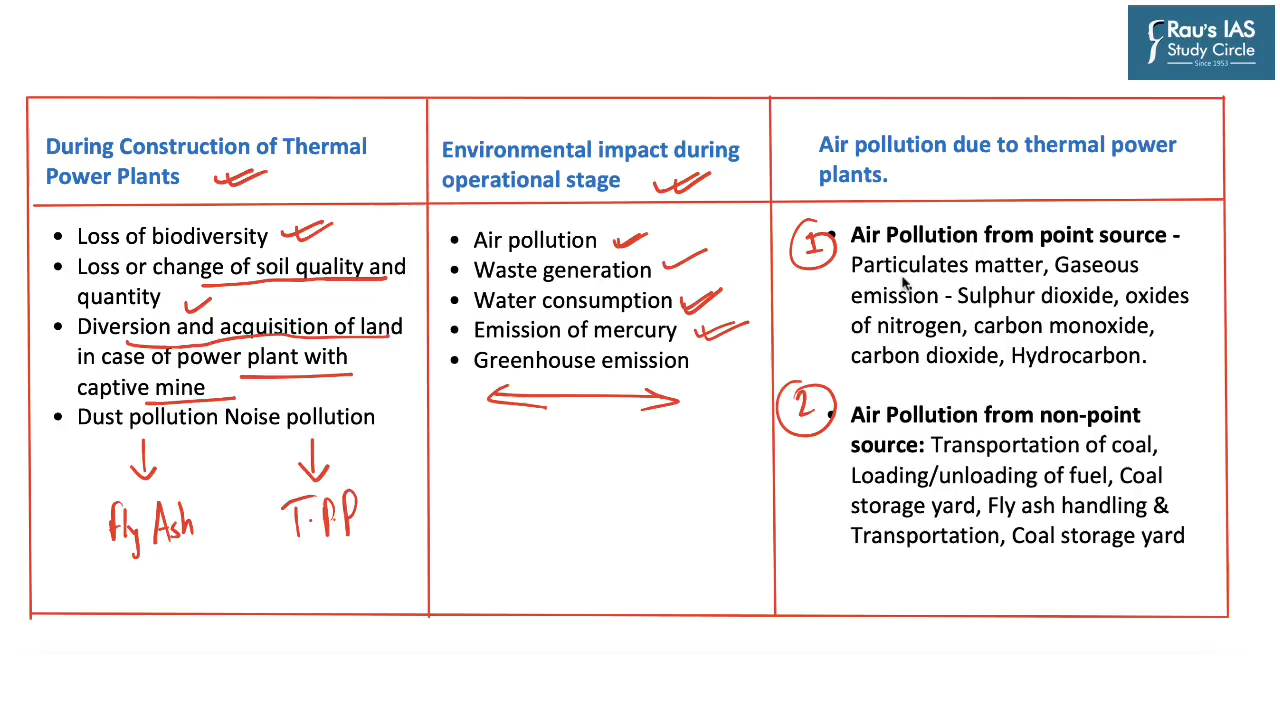 Rau's IAS
Study Circle
Since 1953
During Construction of Thermal
Power Plants
• Loss of biodiversity
• Loss or change of soil quality and
quantity
• Diversion and acquisition of land
in case of power plant with
captive mine
• Dust pollution Noise pollution
Fly Ash
T.P.P
Environmental impact during
operational stage
• Air pollution
• Waste generation
• Water consumption
• Emission of mercury
• Greenhouse emission
Air pollution due to thermal power
plants.
1
• Air Pollution from point source -
Particulates matter, Gaseous
emission - Sulphur dioxide, oxides
of nitrogen, carbon monoxide,
carbon dioxide, Hydrocarbon.
2
• Air Pollution from non-point
source: Transportation of coal,
Loading/unloading of fuel, Coal
storage yard, Fly ash handling &
Transportation, Coal storage yard